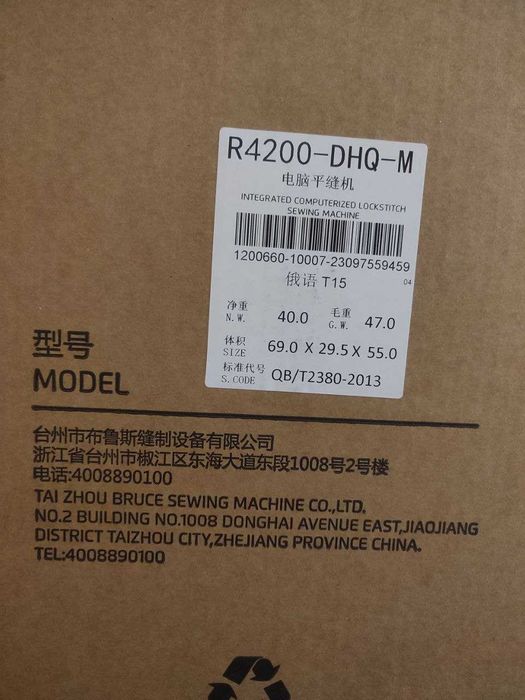 R4200-DHQ-M
电脑平缝机
INTEGRATED COMPUTERIZED LOCKSTITCH
SEWING MACHINE
1200660-10007-23097559459
俄语 T15
04
净重 毛重
N.W. 40.0 G.W. 47.0
体积
SIZE 69.0 X 29.5 X 55.0
标准代号
S.CODE QB/T2380-2013
型号
MODEL
台州市布鲁斯缝制设备有限公司
浙江省台州市椒江区东海大道东段1008号2号楼
电话:4008890100
TAI ZHOU BRUCE SEWING MACHINE CO.,LTD.
NO.2 BUILDING NO.1008 DONGHAI AVENUE EAST,JIAOJIANG
DISTRICT TAIZHOU CITY,ZHEJIANG PROVINCE CHINA.
TEL:4008890100